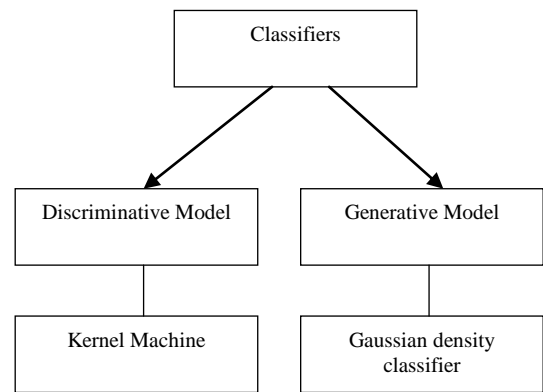 Classifiers
Discriminative Model
Generative Model
Kernel Machine
Gaussian density
classifier